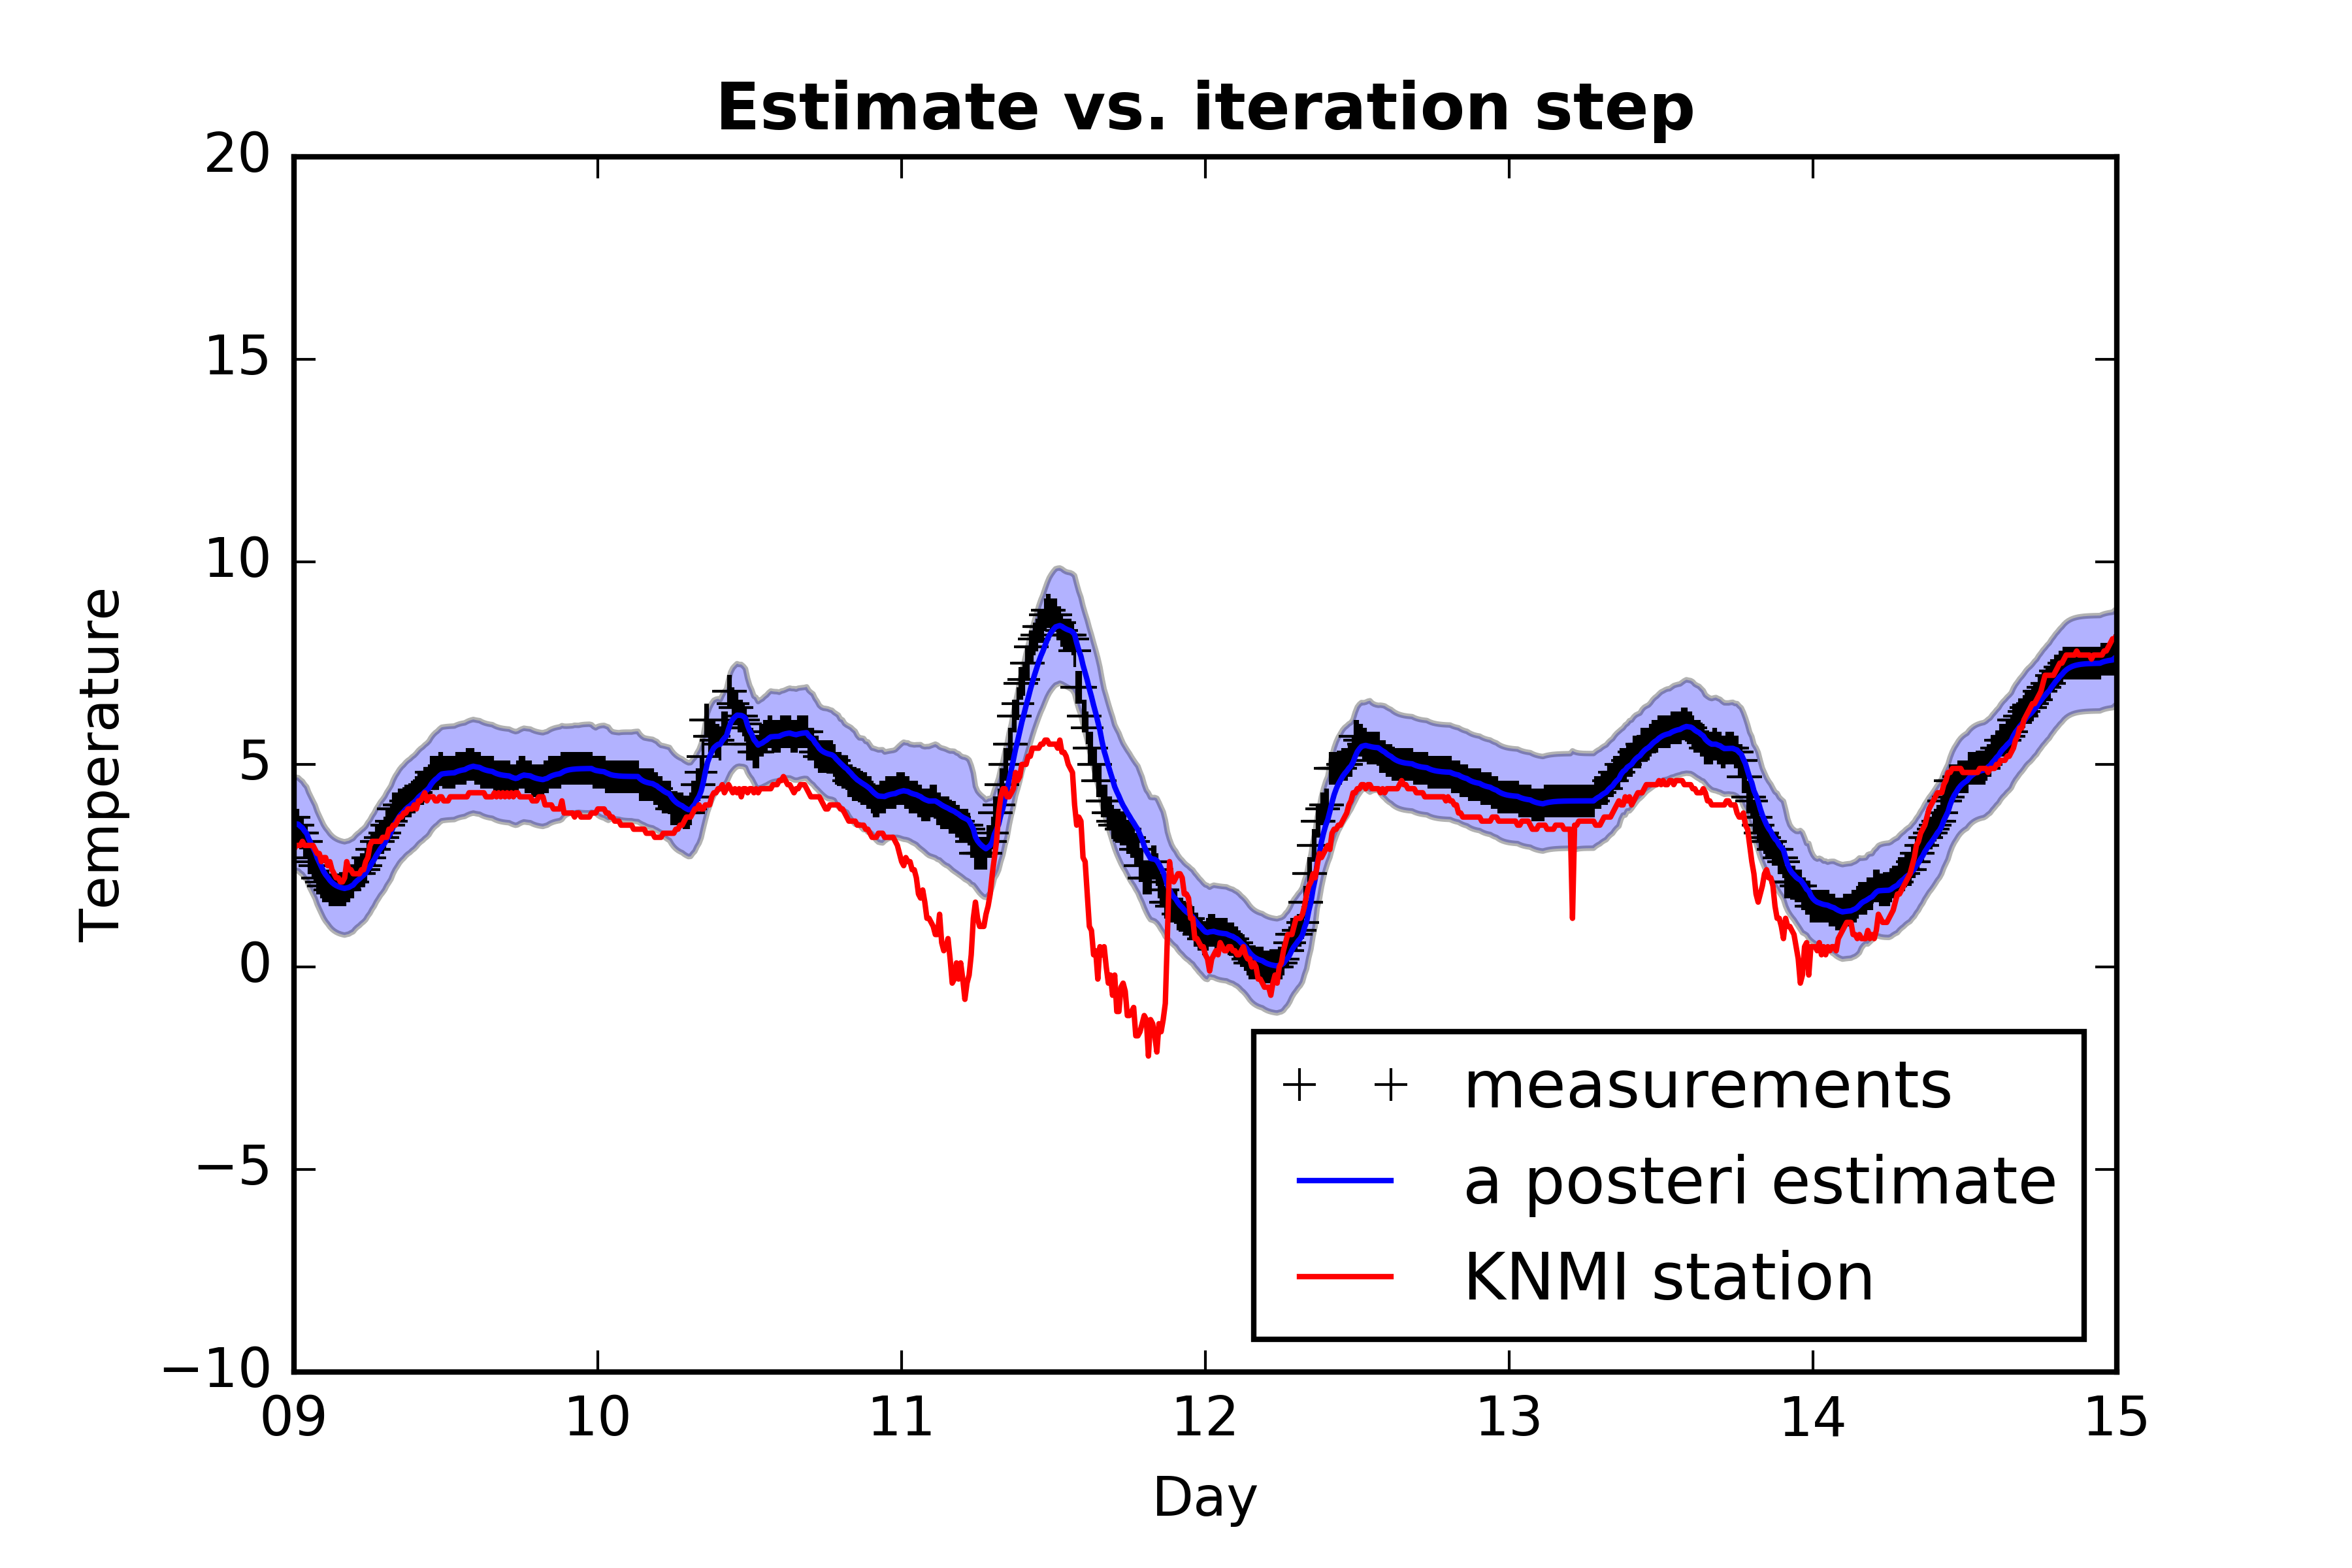 Estimate vs. iteration step
20
15
10
5
0
−5
−10
Temperature
09 10 11 12 13 14 15
Day
measurements
a posteri estimate
KNMI station